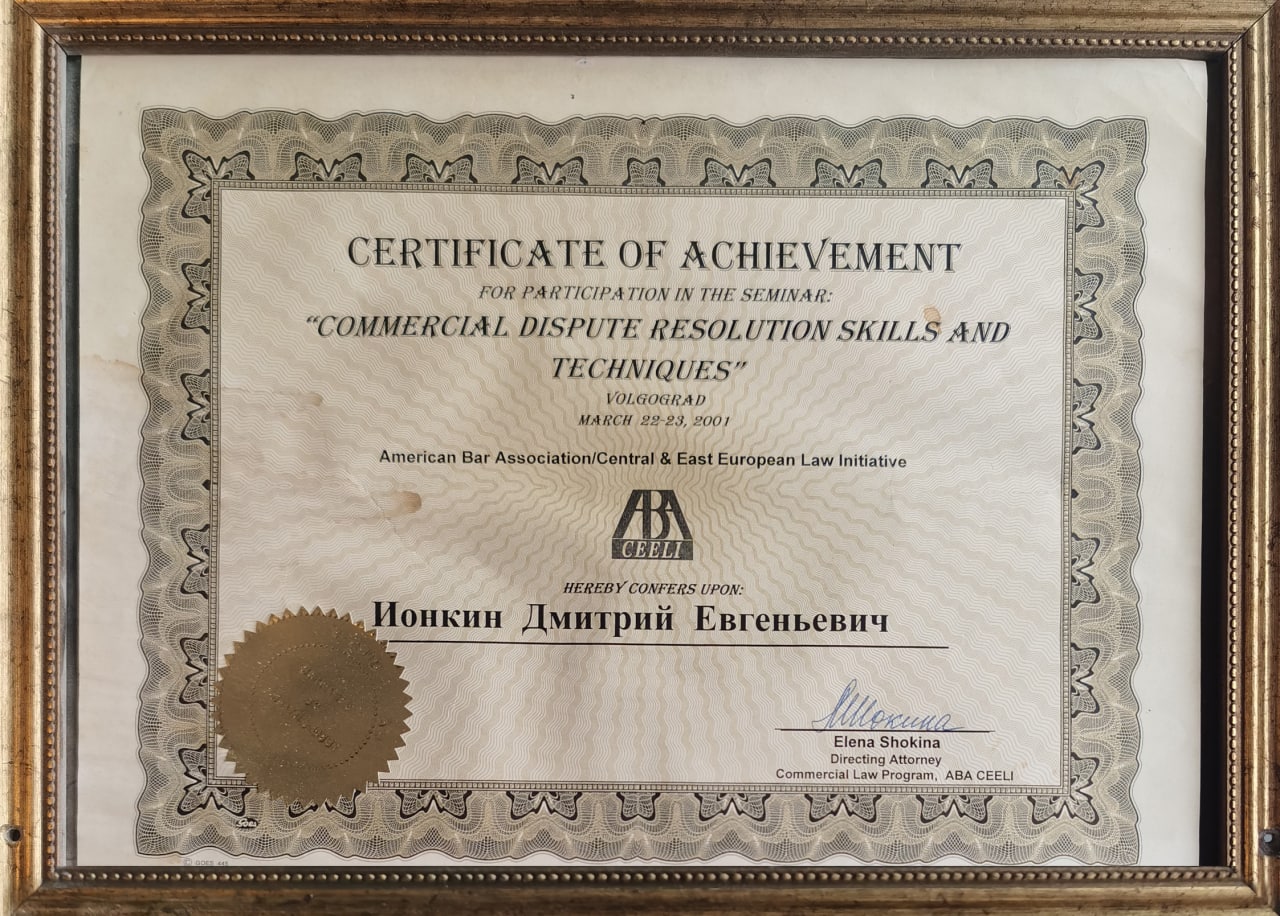 CERTIFICATE OF ACHIEVEMENT
FOR PARTICIPATION IN THE SEMINAR:
“COMMERCIAL DISPUTE RESOLUTION SKILLS AND
TECHNIQUES”
VOLGOGRAD
MARCH 22-23, 2001
American Bar Association/Central & East European Law Initiative
ABA
CEELI
HEREBY CONFERS UPON:
Ионкин Дмитрий Евгеньевич
Шокина
Elena Shokina
Directing Attorney
Commercial Law Program, ABA CEELI
GOES
© GOES 445